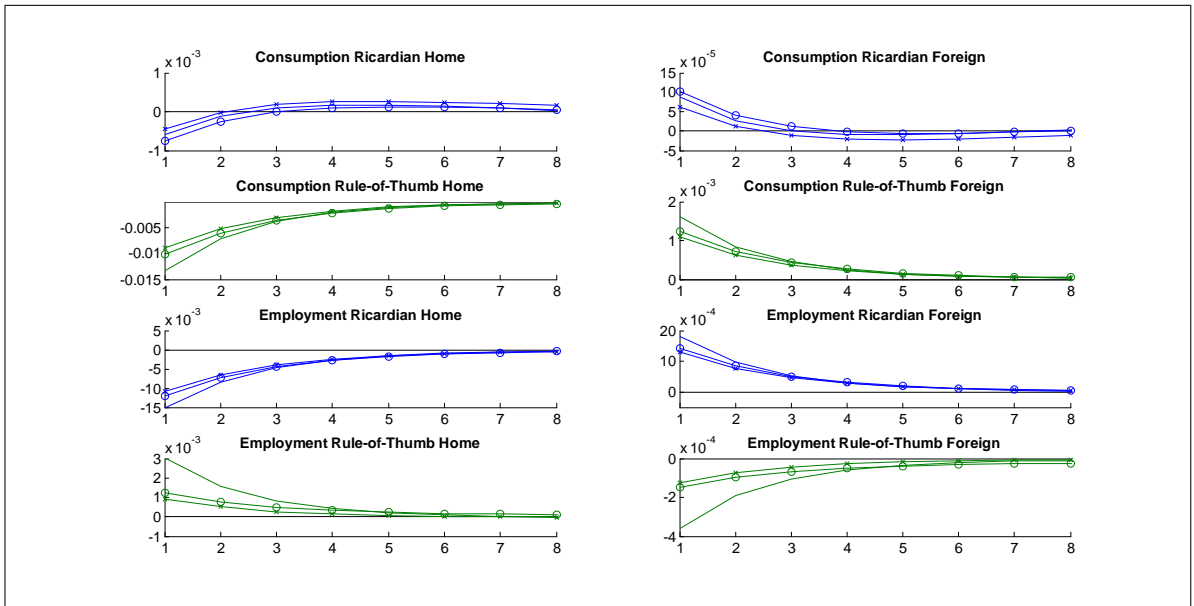 Consumption Ricardian Home
x 10^-3
1
0
-1
1 2 3 4 5 6 7 8
Consumption Ricardian Foreign
x 10^-5
15
10
5
0
-5
1 2 3 4 5 6 7 8
Consumption Rule-of-Thumb Home
-0.005
-0.01
-0.015
1 2 3 4 5 6 7 8
Consumption Rule-of-Thumb Foreign
x 10^-3
2
1
0
1 2 3 4 5 6 7 8
Employment Ricardian Home
x 10^-3
5
0
-5
-10
-15
1 2 3 4 5 6 7 8
Employment Ricardian Foreign
x 10^-4
20
10
0
1 2 3 4 5 6 7 8
Employment Rule-of-Thumb Home
x 10^-3
3
2
1
0
-1
1 2 3 4 5 6 7 8
Employment Rule-of-Thumb Foreign
x 10^-4
0
-2
-4
1 2 3 4 5 6 7 8